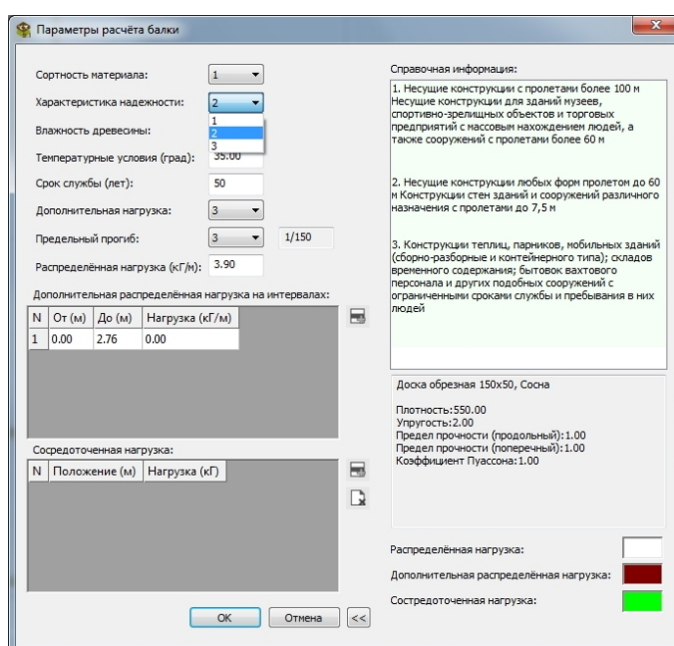 Параметры расчёта балки
Сортность материала: 1
Характеристика надежности: 2
1
2
3
Влажность древесины:
Температурные условия (град): 35.00
Срок службы (лет): 50
Дополнительная нагрузка: 3
Предельный прогиб: 3 1/150
Распределённая нагрузка (кГ/м): 3.90
Дополнительная распределённая нагрузка на интервалах:
N От (м) До (м) Нагрузка (кГ/м)
1 0.00 2.76 0.00
Сосредоточенная нагрузка:
N Положение (м) Нагрузка (кГ)
OK Отмена <<
Справочная информация:
1. Несущие конструкции с пролетами более 100 м
Несущие конструкции для зданий музеев,
спортивно-зрелищных объектов и торговых
предприятий с массовым нахождением людей, а
также сооружений с пролетами более 60 м
2. Несущие конструкции любых форм пролетом до 60
м Конструкции стен зданий и сооружений различного
назначения с пролетами до 7,5 м
3. Конструкции теплиц, парников, мобильных зданий
(сборно-разборные и контейнерного типа); складов
временного содержания; бытовок вахтового
персонала и других подобных сооружений с
ограниченными сроками службы и пребывания в них
людей
Доска обрезная 150x50, Сосна
Плотность:550.00
Упругость:2.00
Предел прочности (продольный):1.00
Предел прочности (поперечный):1.00
Коэффициент Пуассона:1.00
Распределённая нагрузка:
Дополнительная распределённая нагрузка:
Состредоточенная нагрузка: